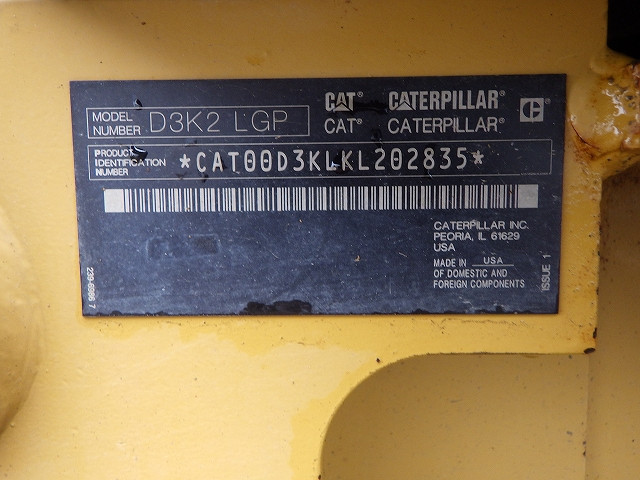 MODEL NUMBER D3K2 LGP
CAT® CATERPILLAR®
CAT® CATERPILLAR®
C®
PRODUCT IDENTIFICATION NUMBER *CAT00D3KLKL202835*
CATERPILLAR INC.
PEORIA, IL 61629
USA
MADE IN USA
OF DOMESTIC AND
FOREIGN COMPONENTS
ISSUE 1